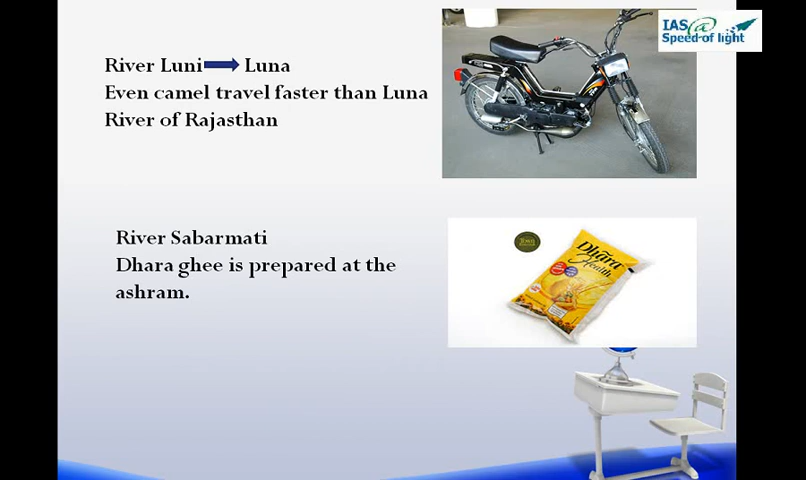 IAS@
Speed of light
River Luni Luna
Even camel travel faster than Luna
River of Rajasthan
River Sabarmati
Dhara ghee is prepared at the
ashram.
Dhara
Health